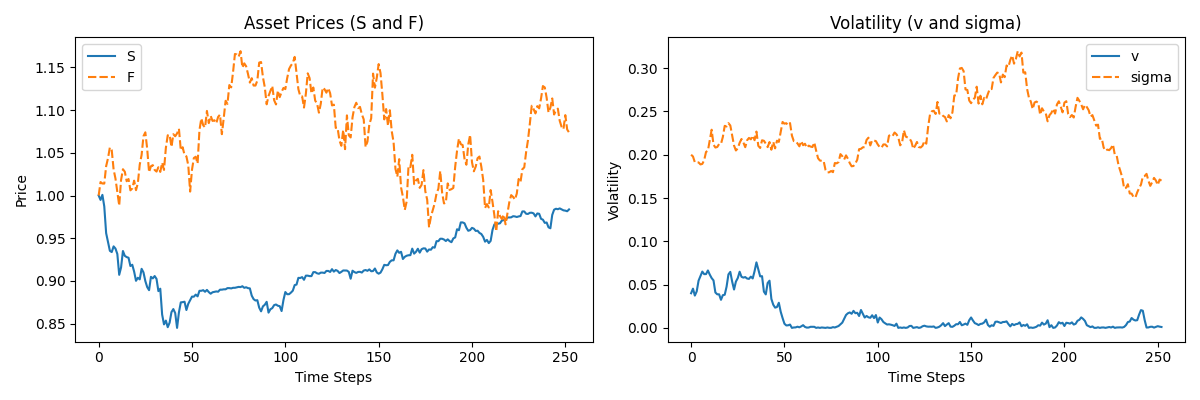 Asset Prices (S and F)
S
F
Price
1.15
1.10
1.05
1.00
0.95
0.90
0.85
0
50
100
150
200
250
Time Steps
Volatility (v and sigma)
v
sigma
Volatility
0.30
0.25
0.20
0.15
0.10
0.05
0.00
0
50
100
150
200
250
Time Steps